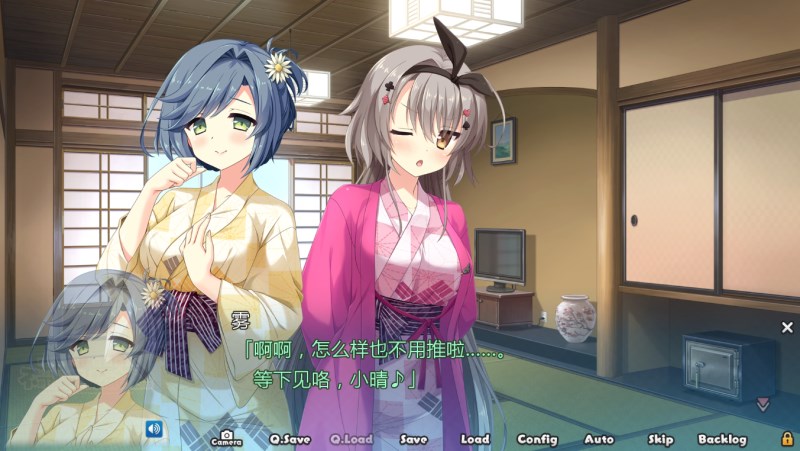 雾
「啊啊，怎么样也不用推啦……。
等下见咯，小晴♪」
Camera
Q.Save
Q.Load
Save
Load
Config
Auto
Skip
Backlog